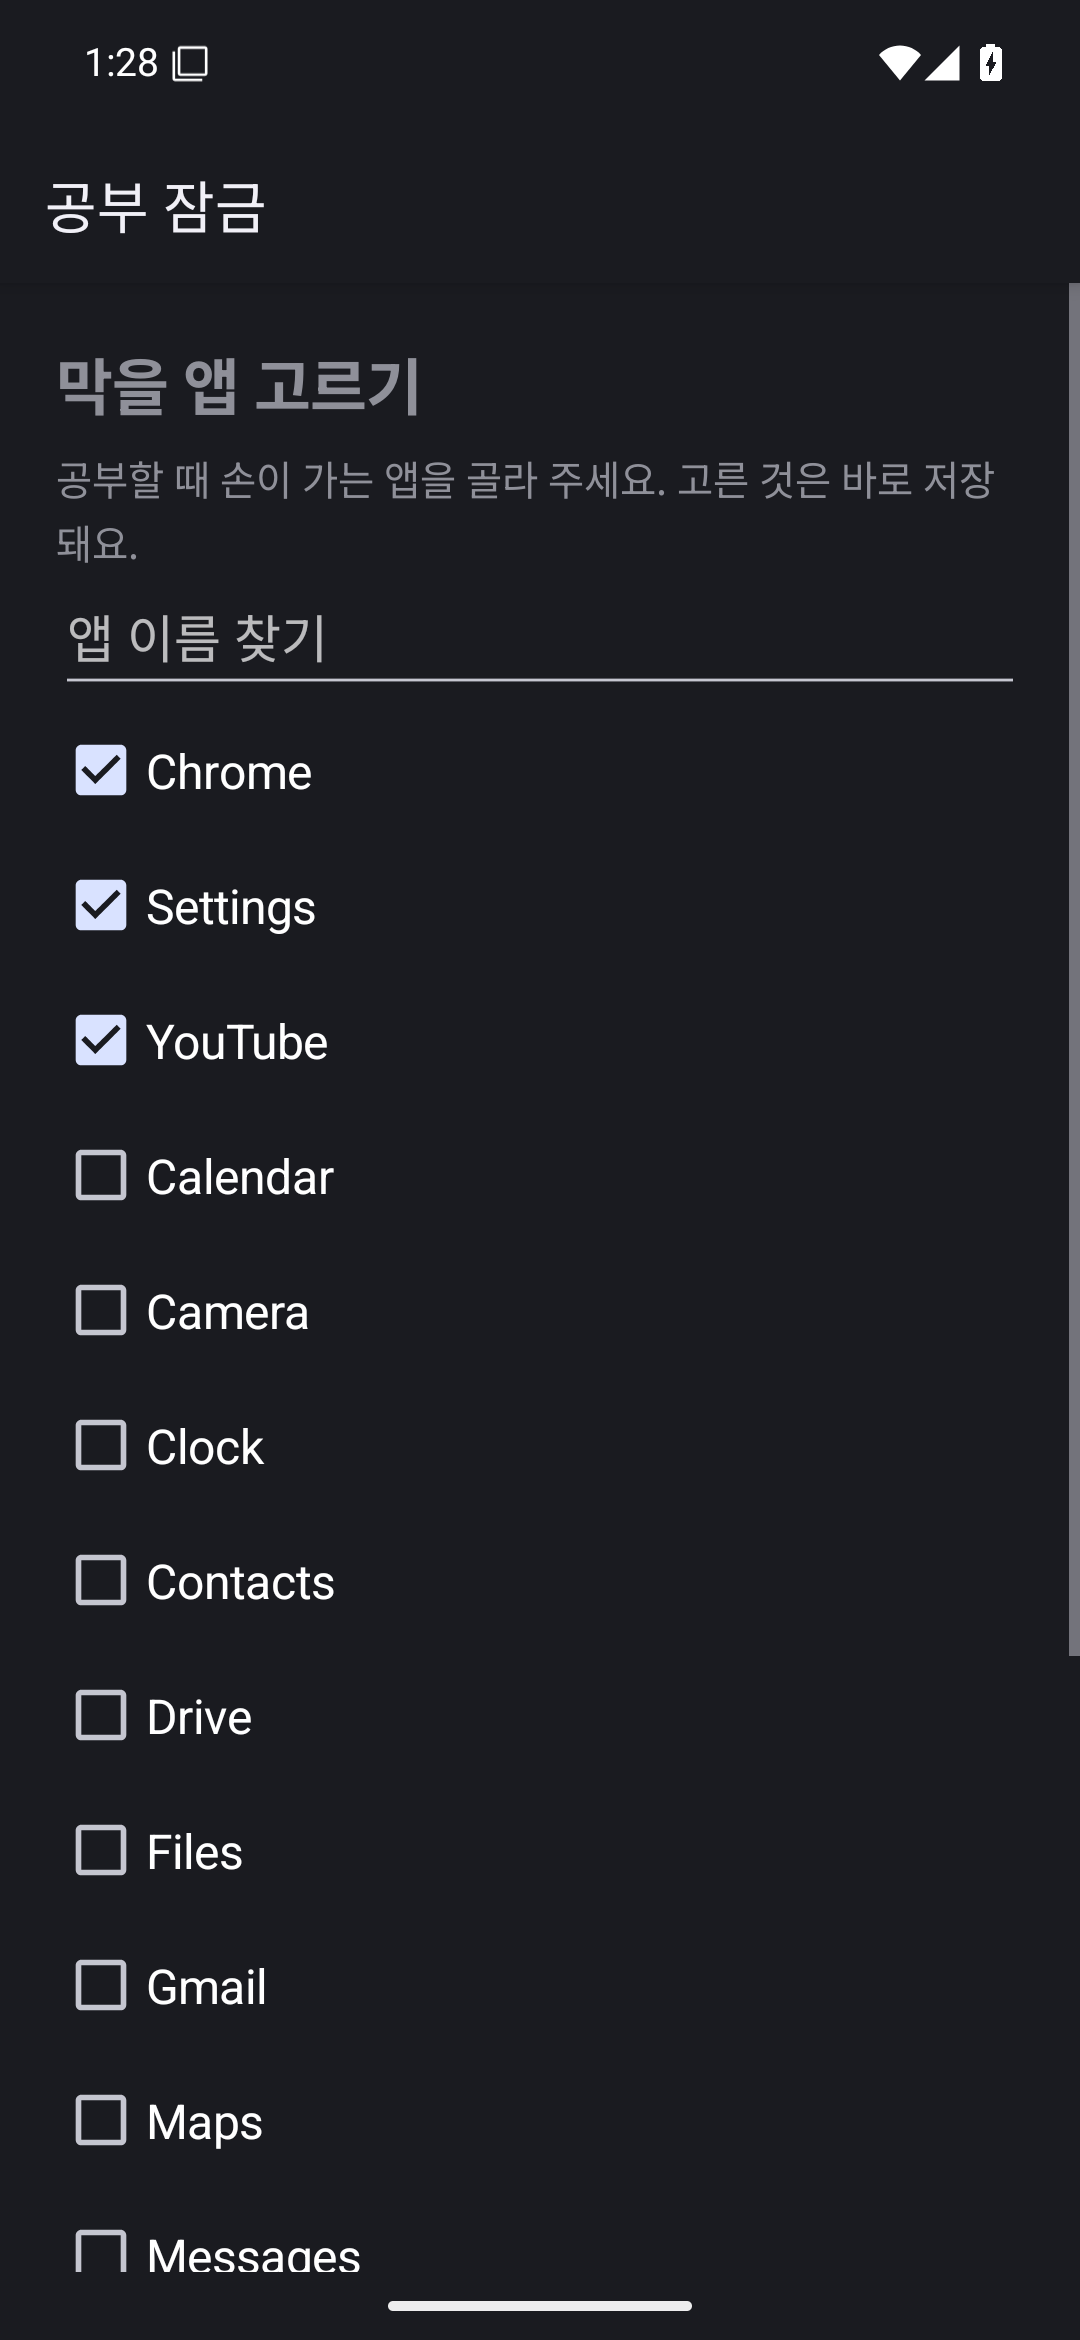 1:28
공부 잠금
막을 앱 고르기
공부할 때 손이 가는 앱을 골라 주세요. 고른 것은 바로 저장
돼요.
앱 이름 찾기
Chrome
Settings
YouTube
Calendar
Camera
Clock
Contacts
Drive
Files
Gmail
Maps
Messages